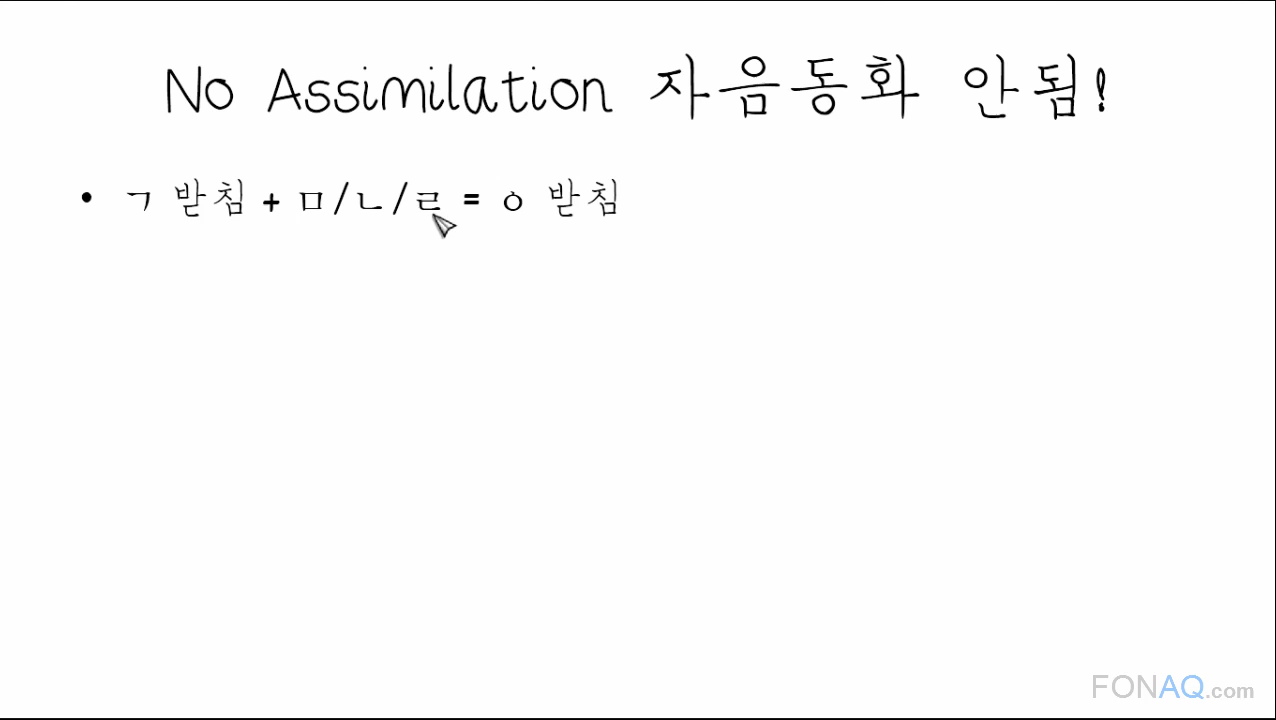 No Assimilation 자음동화 안됨!
• ㄱ 받침 + ㅁ/ㄴ/ㄹ = ㅇ 받침
FONAQ.com